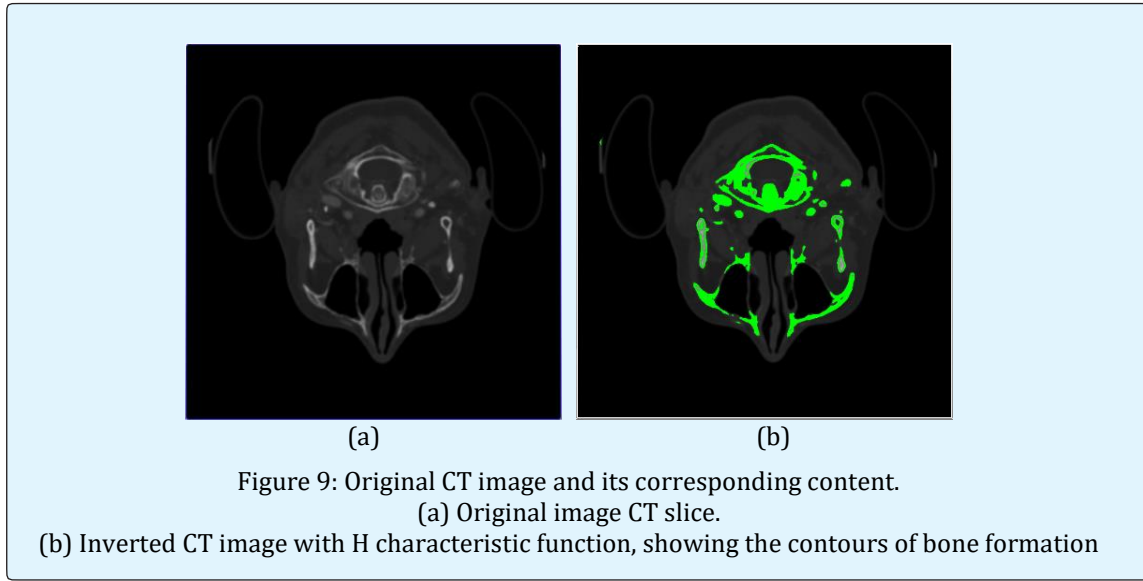 (a)
(b)
Figure 9: Original CT image and its corresponding content.
(a) Original image CT slice.
(b) Inverted CT image with H characteristic function, showing the contours of bone formation